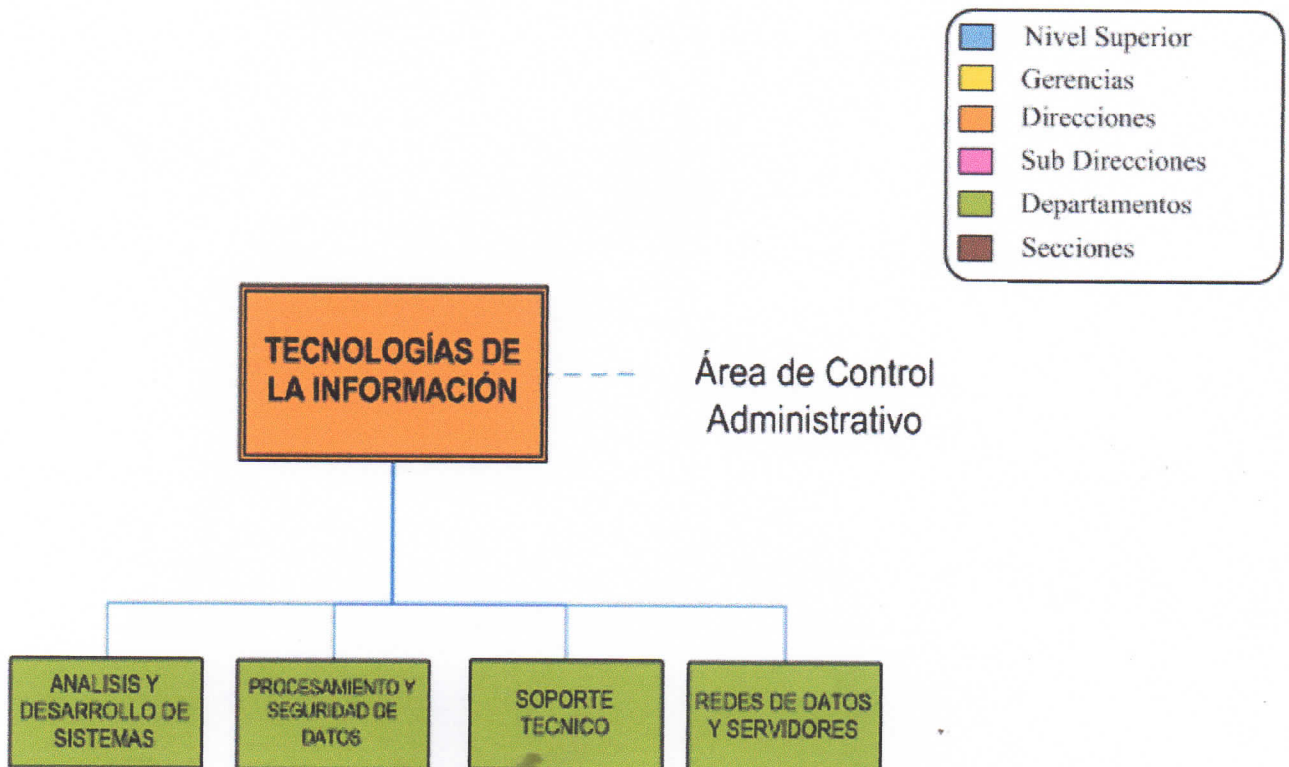 Nivel Superior
Gerencias
Direcciones
Sub Direcciones
Departamentos
Secciones
TECNOLOGÍAS DE
LA INFORMACIÓN
Área de Control
Administrativo
ANALISIS Y
DESARROLLO DE
SISTEMAS
PROCESAMIENTO Y
SEGURIDAD DE
DATOS
SOPORTE
TECNICO
REDES DE DATOS
Y SERVIDORES